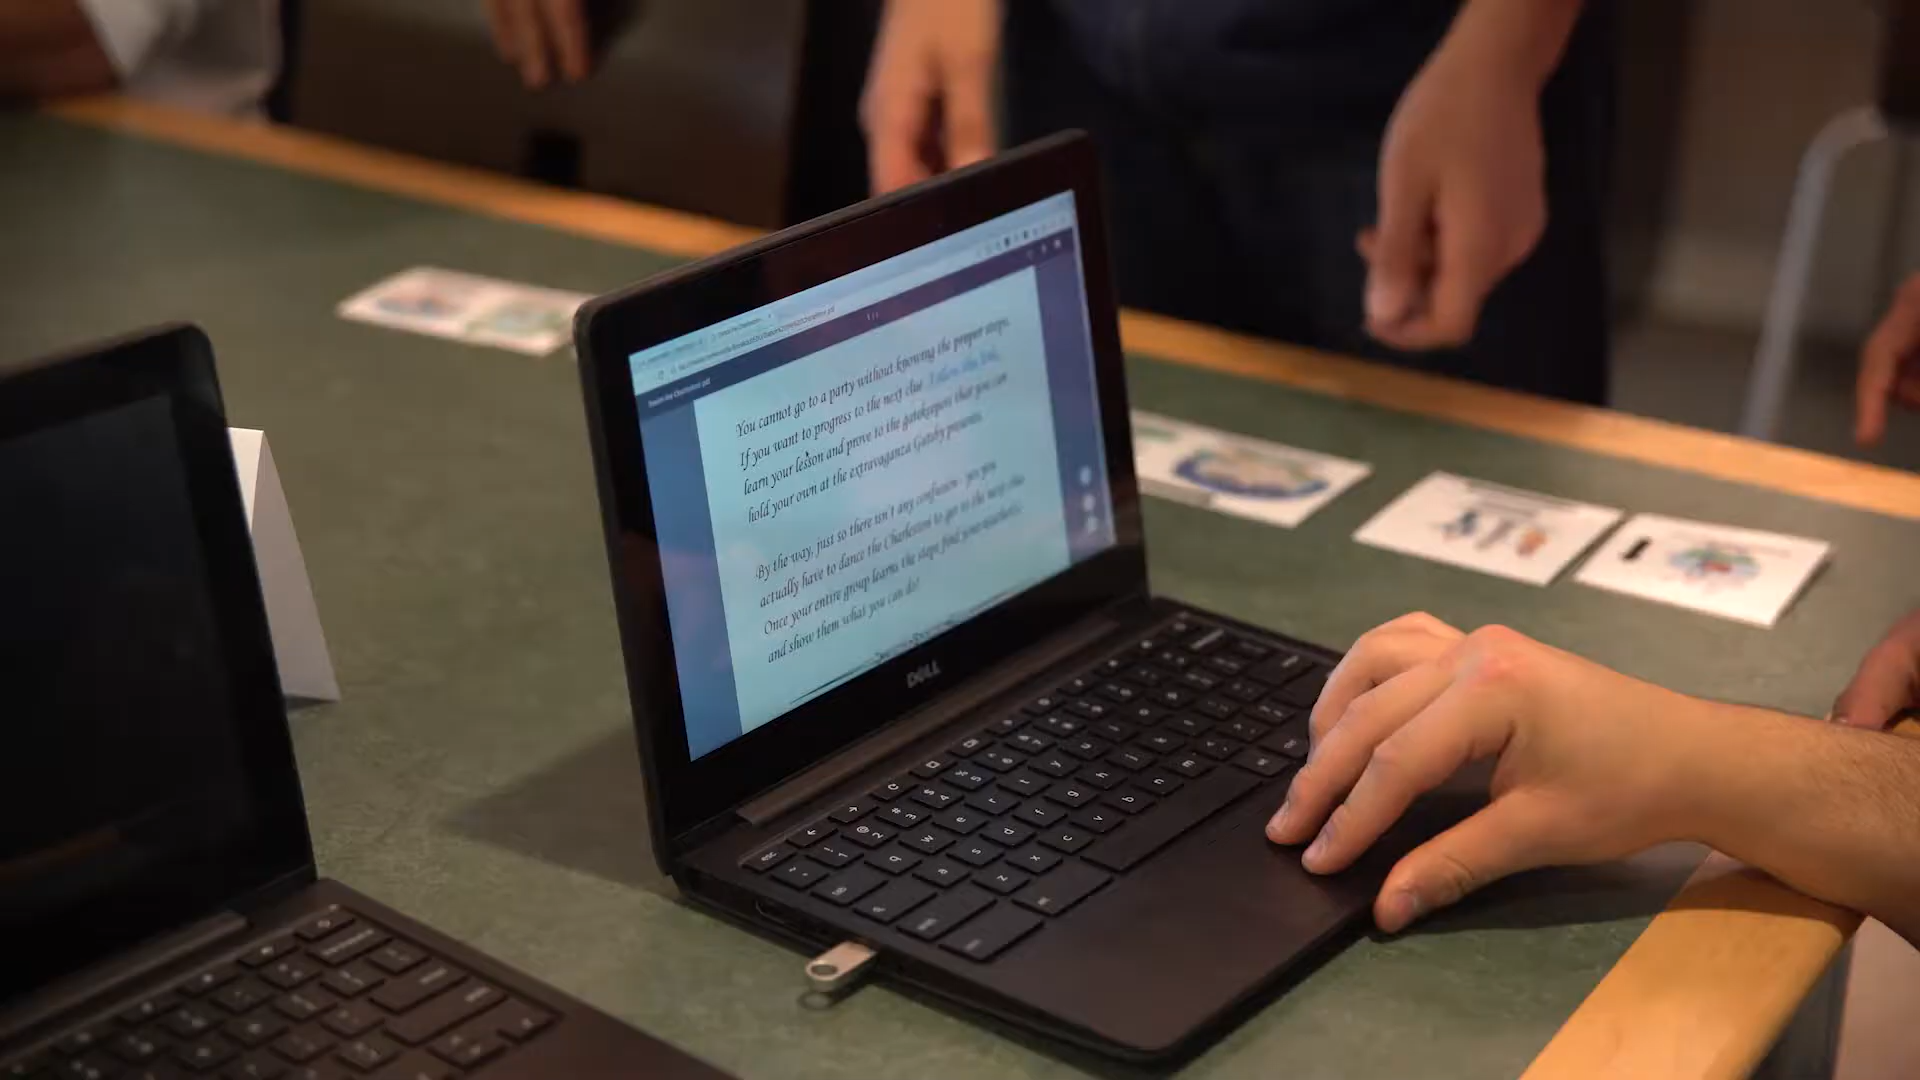 You cannot go to a party without knowing the proper steps.
If you want to progress to the next clue follow this link,
learn your lesson and prove to the gatekeepers that you can
hold your own at the extravaganza Gatsby presents.
By the way, just so there isn't any confusion - yes you
actually have to dance the Charleston to get to the next clue
Once your entire group learns the steps find your
and show them what you can do!
DELL